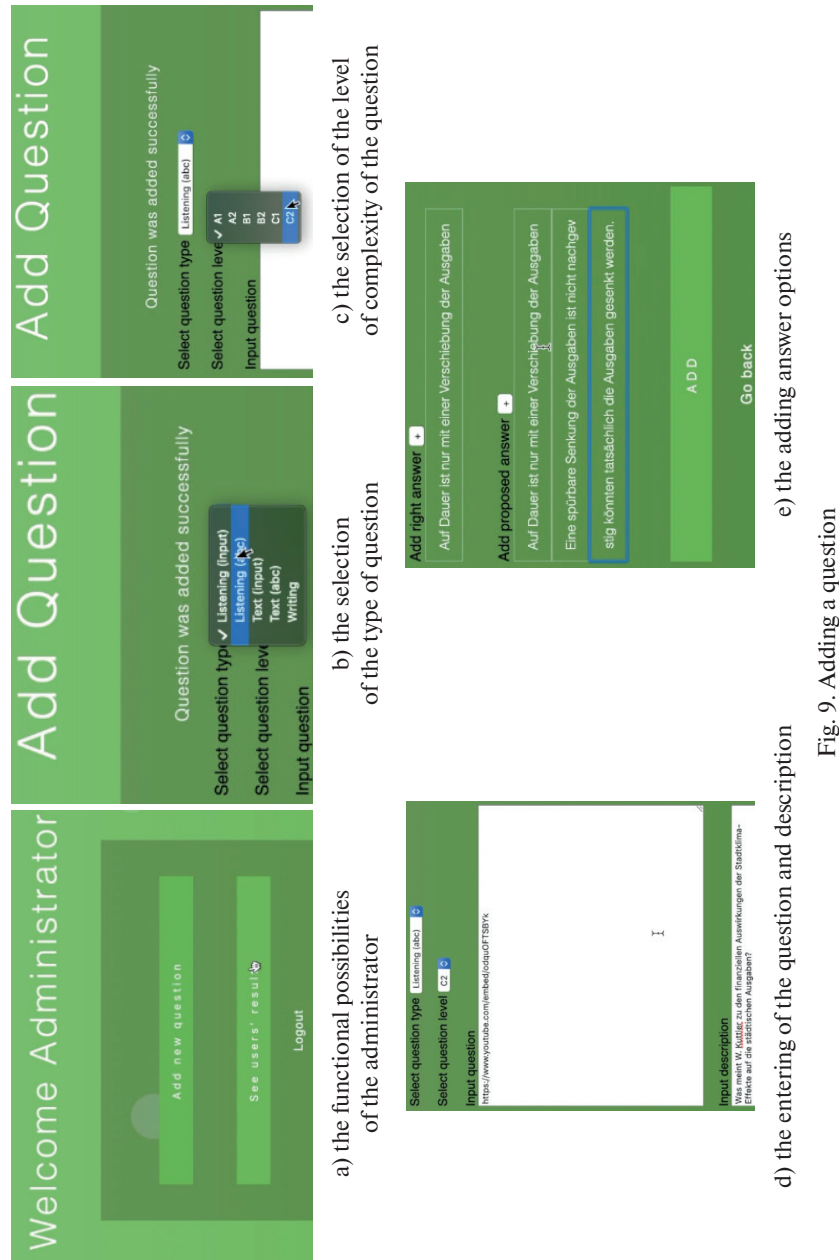 Welcome Administrator
Add new question
See users' resul
Logout
a) the functional possibilities
of the administrator
Add Question
Question was added successfully
Select question type
✓ Listening (input)
Listening (abc)
Text (input)
Text (abc)
Writing
Select question leve
Input question
b) the selection
of the type of question
Add Question
Question was added successfully
Select question type Listening (abc)
Select question leve
✓ A1
A2
B1
B2
C1
C2
Input question
c) the selection of the level
of complexity of the question
Select question type Listening (abc)
Select question level C2
Input question
https://www.youtube.com/embed/odquOFTSBYk
Input description
Was meint W. Kuttler zu den finanziellen Auswirkungen der Stadtklima-
Effekte auf die städtischen Ausgaben?
d) the entering of the question and description
Add right answer +
Auf Dauer ist nur mit einer Verschiebung der Ausgaben
Add proposed answer +
Auf Dauer ist nur mit einer Verschiebung der Ausgaben
Eine spürbare Senkung der Ausgaben ist nicht nachgev
stig könnten tatsächlich die Ausgaben gesenkt werden.
ADD
Go back
e) the adding answer options
Fig. 9. Adding a question